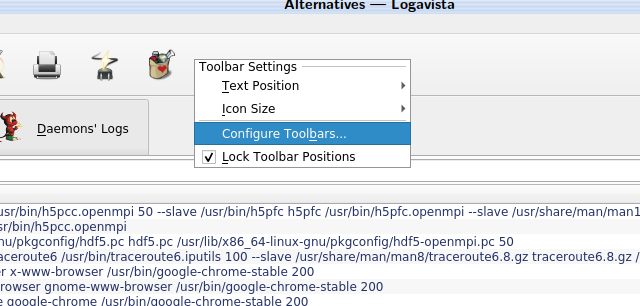 Alternatives — Logavista
Toolbar Settings
Text Position
Icon Size
Configure Toolbars...
Lock Toolbar Positions
Daemons' Logs
usr/bin/h5pcc.openmpi 50 --slave /usr/bin/h5pfc h5pfc /usr/bin/h5pfc.openmpi --slave /usr/share/man/man1
usr/bin/h5pcc.openmpi
nu/pkgconfig/hdf5.pc hdf5.pc /usr/lib/x86_64-linux-gnu/pkgconfig/hdf5-openmpi.pc 50
aceroute6 /usr/bin/traceroute6.iputils 100 --slave /usr/share/man/man8/traceroute6.8.gz traceroute6.8.gz /
er x-www-browser /usr/bin/google-chrome-stable 200
browser gnome-www-browser /usr/bin/google-chrome-stable 200
e google-chrome /usr/bin/google-chrome-stable 200